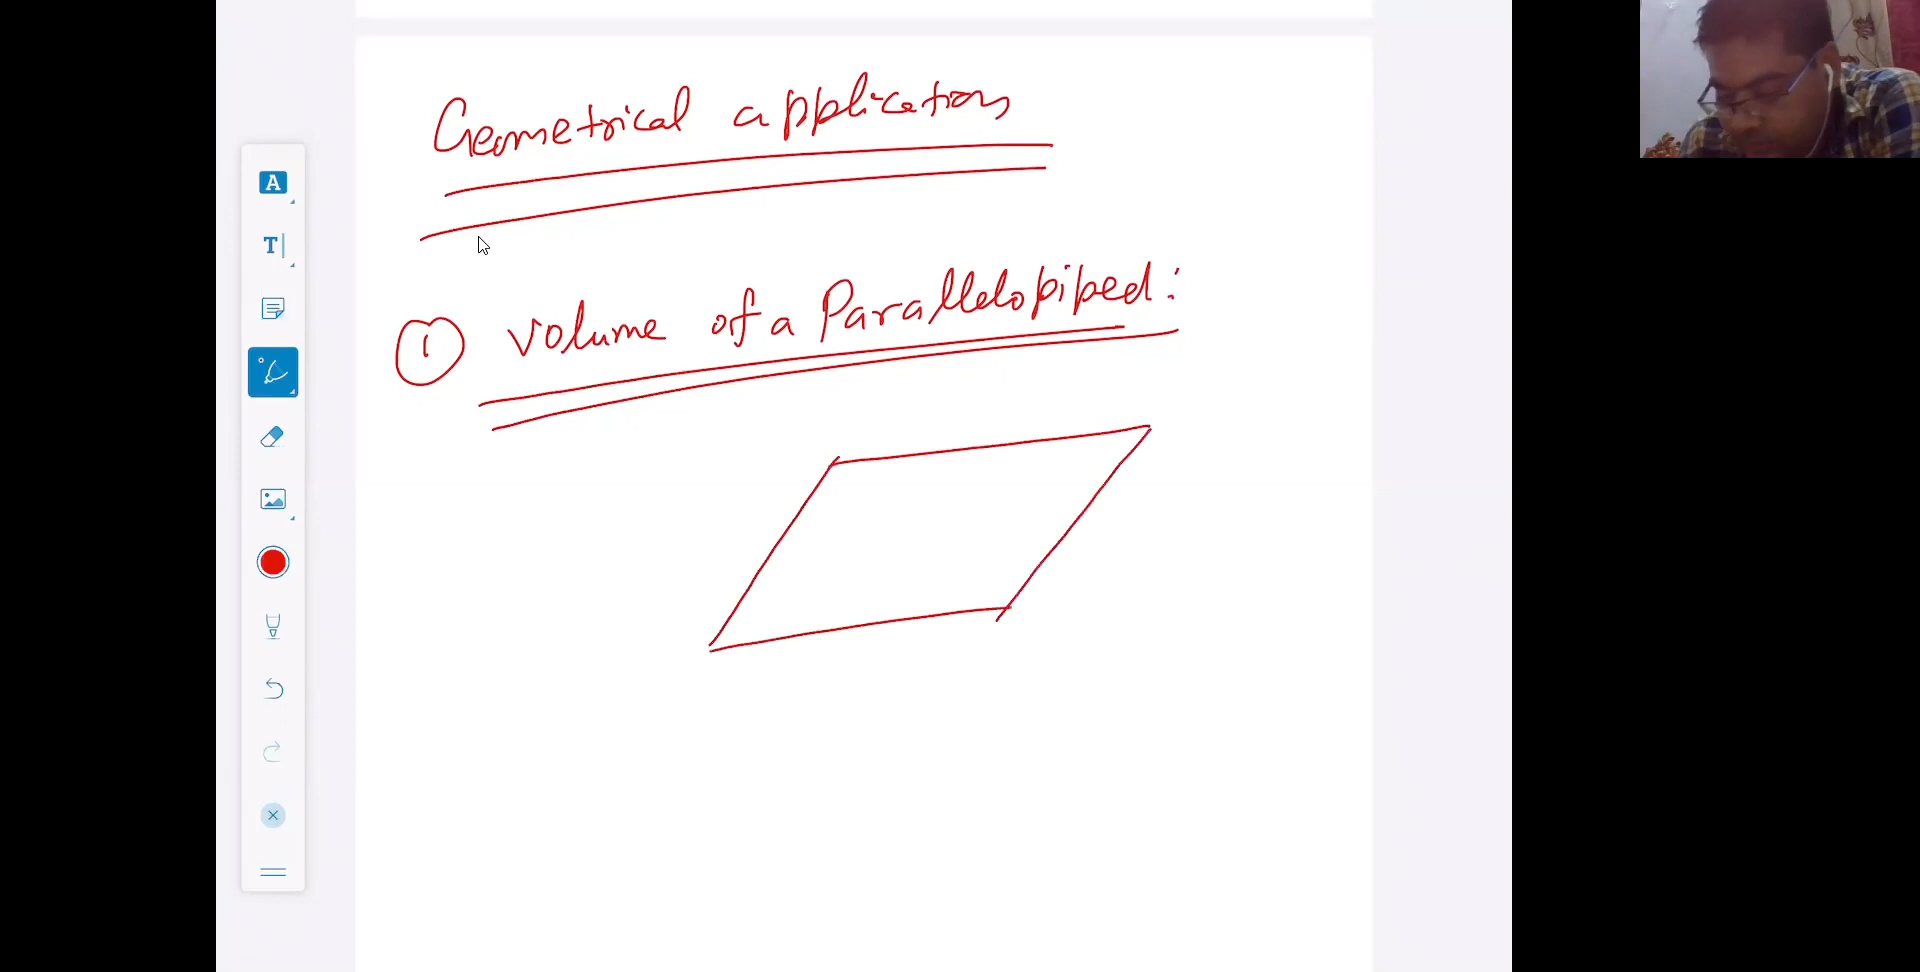 Geometrical applications
① Volume of a Parallelopiped:
A
T